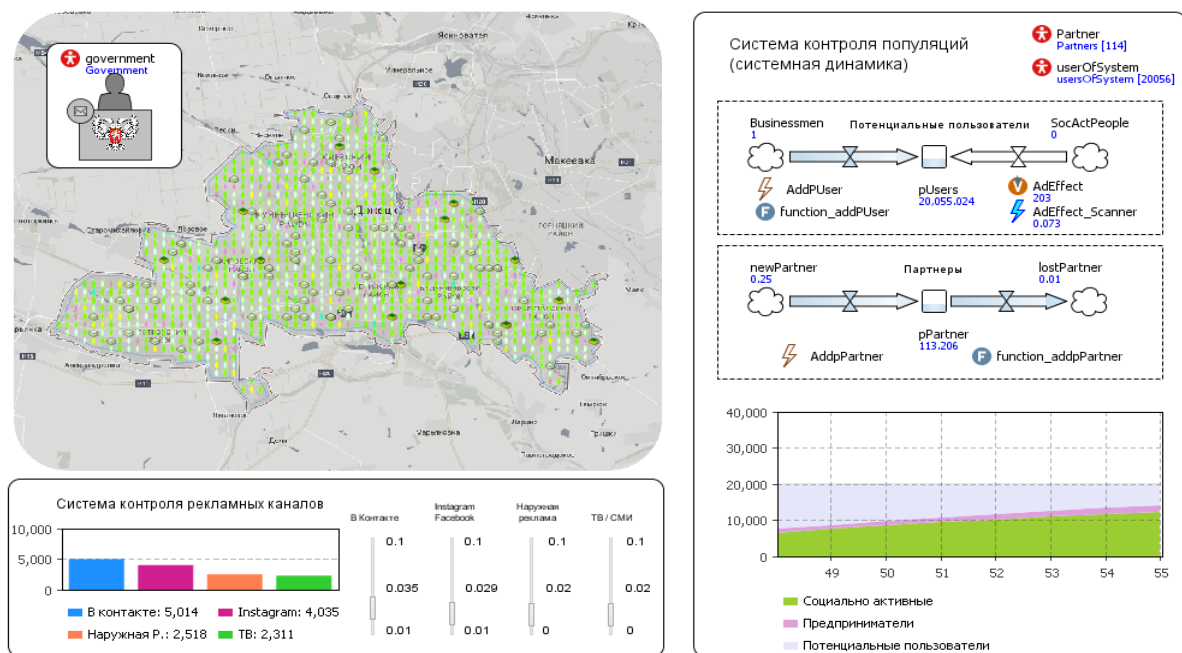 government
Government
Ясиноватая
Минеральное
Спартак
Макеевка
Донецк
Старомихайловка
Александровка
Марьяновка
Система контроля рекламных каналов
10,000
5,000
0
В контакте: 5,014
Instagram: 4,035
Наружная Р.: 2,518
ТВ: 2,311
В Контакте
0.1
0.035
0.01
Instagram
Facebook
0.1
0.029
0.01
Наружная
реклама
0.1
0.02
0
ТВ / СМИ
0.1
0.02
0
Система контроля популяций
(системная динамика)
Partner
Partners [114]
userOfSystem
usersOfSystem [20056]
Businessmen
1
Потенциальные пользователи
SocActPeople
0
AddPUser
function_addPUser
pUsers
20,055.024
AdEffect
203
AdEffect_Scanner
0.073
newPartner
0.25
Партнеры
lostPartner
0.01
pPartner
113.206
AddpPartner
function_addpPartner
40,000
30,000
20,000
10,000
0
49 50 51 52 53 54 55
Социально активные
Предприниматели
Потенциальные пользователи